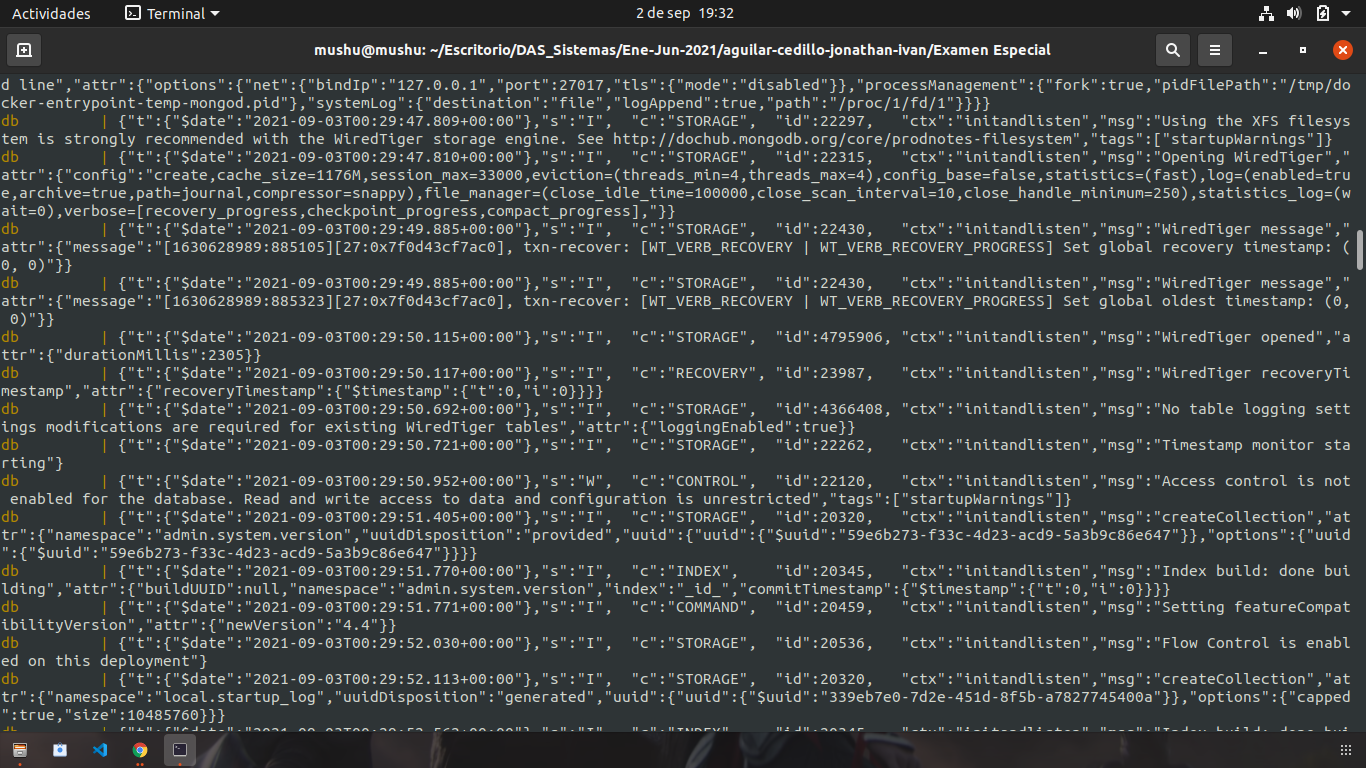 Actividades Terminal 2 de sep 19:32
mushu@mushu: ~/Escritorio/DAS_Sistemas/Ene-Jun-2021/aguilar-cedillo-jonathan-ivan/Examen Especial
d line","attr":{"options":{"net":{"bindIp":"127.0.0.1","port":27017,"tls":{"mode":"disabled"}},"processManagement":{"fork":true,"pidFilePath":"/tmp/do
cker-entrypoint-temp-mongod.pid"},"systemLog":{"destination":"file","logAppend":true,"path":"/proc/1/fd/1"}}}}
db | {"t":{"$date":"2021-09-03T00:29:47.809+00:00"},"s":"I", "c":"STORAGE", "id":22297, "ctx":"initandlisten","msg":"Using the XFS filesys
tem is strongly recommended with the WiredTiger storage engine. See http://dochub.mongodb.org/core/prodnotes-filesystem","tags":["startupWarnings"]}
db | {"t":{"$date":"2021-09-03T00:29:47.810+00:00"},"s":"I", "c":"STORAGE", "id":22315, "ctx":"initandlisten","msg":"Opening WiredTiger","
attr":{"config":"create,cache_size=1176M,session_max=33000,eviction=(threads_min=4,threads_max=4),config_base=false,statistics=(fast),log=(enabled=tru
e,archive=true,path=journal,compressor=snappy),file_manager=(close_idle_time=100000,close_scan_interval=10,close_handle_minimum=250),statistics_log=(w
ait=0),verbose=[recovery_progress,checkpoint_progress,compact_progress],"}}
db | {"t":{"$date":"2021-09-03T00:29:49.885+00:00"},"s":"I", "c":"STORAGE", "id":22430, "ctx":"initandlisten","msg":"WiredTiger message","
attr":{"message":"[1630628989:885105][27:0x7f0d43cf7ac0], txn-recover: [WT_VERB_RECOVERY | WT_VERB_RECOVERY_PROGRESS] Set global recovery timestamp: (
0, 0)"}}
db | {"t":{"$date":"2021-09-03T00:29:49.885+00:00"},"s":"I", "c":"STORAGE", "id":22430, "ctx":"initandlisten","msg":"WiredTiger message","
attr":{"message":"[1630628989:885323][27:0x7f0d43cf7ac0], txn-recover: [WT_VERB_RECOVERY | WT_VERB_RECOVERY_PROGRESS] Set global oldest timestamp: (0,
 0)"}}
db | {"t":{"$date":"2021-09-03T00:29:50.115+00:00"},"s":"I", "c":"STORAGE", "id":4795906, "ctx":"initandlisten","msg":"WiredTiger opened","a
ttr":{"durationMillis":2305}}
db | {"t":{"$date":"2021-09-03T00:29:50.117+00:00"},"s":"I", "c":"RECOVERY", "id":23987, "ctx":"initandlisten","msg":"WiredTiger recoveryTi
mestamp","attr":{"recoveryTimestamp":{"$timestamp":{"t":0,"i":0}}}}
db | {"t":{"$date":"2021-09-03T00:29:50.692+00:00"},"s":"I", "c":"STORAGE", "id":4366408, "ctx":"initandlisten","msg":"No table logging sett
ings modifications are required for existing WiredTiger tables","attr":{"loggingEnabled":true}}
db | {"t":{"$date":"2021-09-03T00:29:50.721+00:00"},"s":"I", "c":"STORAGE", "id":22262, "ctx":"initandlisten","msg":"Timestamp monitor sta
rting"}
db | {"t":{"$date":"2021-09-03T00:29:50.952+00:00"},"s":"W", "c":"CONTROL", "id":22120, "ctx":"initandlisten","msg":"Access control is not
 enabled for the database. Read and write access to data and configuration is unrestricted","tags":["startupWarnings"]}
db | {"t":{"$date":"2021-09-03T00:29:51.405+00:00"},"s":"I", "c":"STORAGE", "id":20320, "ctx":"initandlisten","msg":"createCollection","at
tr":{"namespace":"admin.system.version","uuidDisposition":"provided","uuid":{"uuid":{"$uuid":"59e6b273-f33c-4d23-acd9-5a3b9c86e647"}},"options":{"uuid
":{"$uuid":"59e6b273-f33c-4d23-acd9-5a3b9c86e647"}}}}
db | {"t":{"$date":"2021-09-03T00:29:51.770+00:00"},"s":"I", "c":"INDEX", "id":20345, "ctx":"initandlisten","msg":"Index build: done bui
lding","attr":{"buildUUID":null,"namespace":"admin.system.version","index":"_id_","commitTimestamp":{"$timestamp":{"t":0,"i":0}}}}
db | {"t":{"$date":"2021-09-03T00:29:51.771+00:00"},"s":"I", "c":"COMMAND", "id":20459, "ctx":"initandlisten","msg":"Setting featureCompat
ibilityVersion","attr":{"newVersion":"4.4"}}
db | {"t":{"$date":"2021-09-03T00:29:52.030+00:00"},"s":"I", "c":"STORAGE", "id":20536, "ctx":"initandlisten","msg":"Flow Control is enabl
ed on this deployment"}
db | {"t":{"$date":"2021-09-03T00:29:52.113+00:00"},"s":"I", "c":"STORAGE", "id":20320, "ctx":"initandlisten","msg":"createCollection","at
tr":{"namespace":"local.startup_log","uuidDisposition":"generated","uuid":{"uuid":{"$uuid":"339eb7e0-7d2e-451d-8f5b-a7827745400a"}},"options":{"capped
":true,"size":10485760}}}